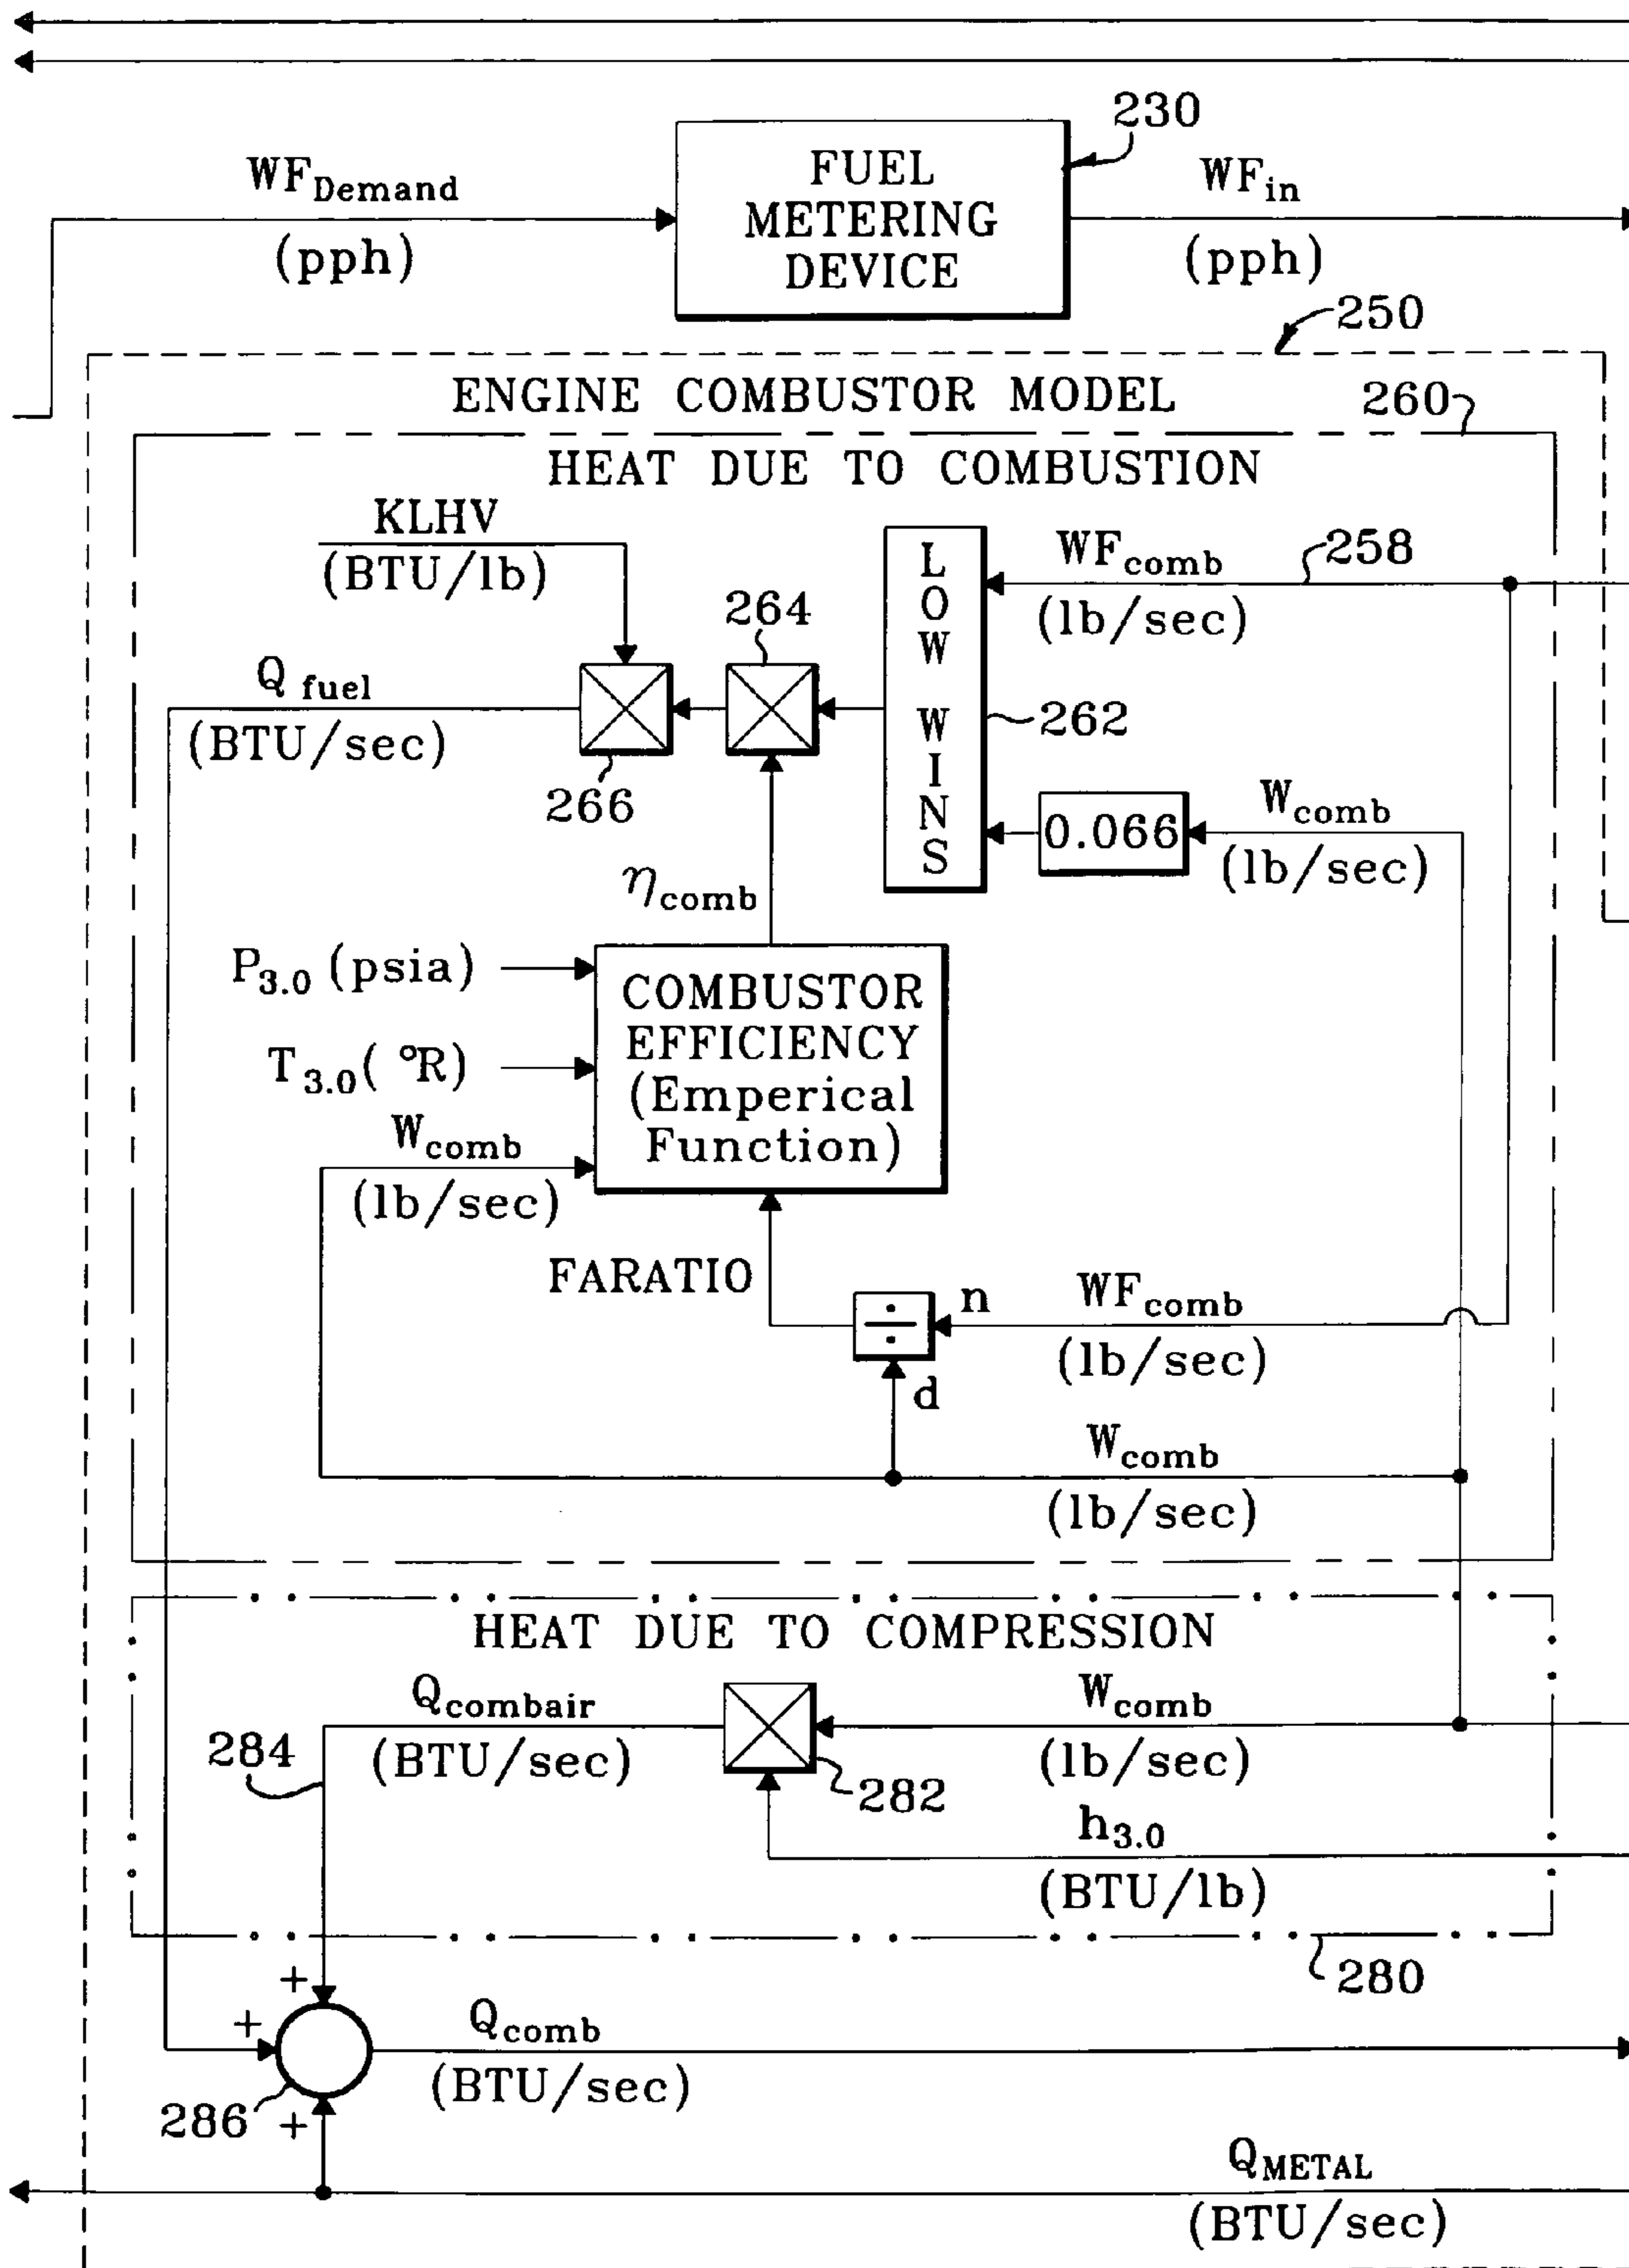 230
WF_Demand
(pph)
FUEL
METERING
DEVICE
WF_in
(pph)
250
ENGINE COMBUSTOR MODEL
260
HEAT DUE TO COMBUSTION
KLHV
(BTU/lb)
264
LOW WINS
WF_comb
258
(lb/sec)
Q fuel
(BTU/sec)
266
262
0.066
W_comb
(lb/sec)
η_comb
P_3.0 (psia)
T_3.0 ( °R)
W_comb
(lb/sec)
COMBUSTOR
EFFICIENCY
(Emperical
Function)
FARATIO
÷
n
d
WF_comb
(lb/sec)
W_comb
(lb/sec)
HEAT DUE TO COMPRESSION
Q_combair
(BTU/sec)
284
282
W_comb
(lb/sec)
h_3.0
(BTU/lb)
280
+
+
+
286
Q_comb
(BTU/sec)
Q_METAL
(BTU/sec)